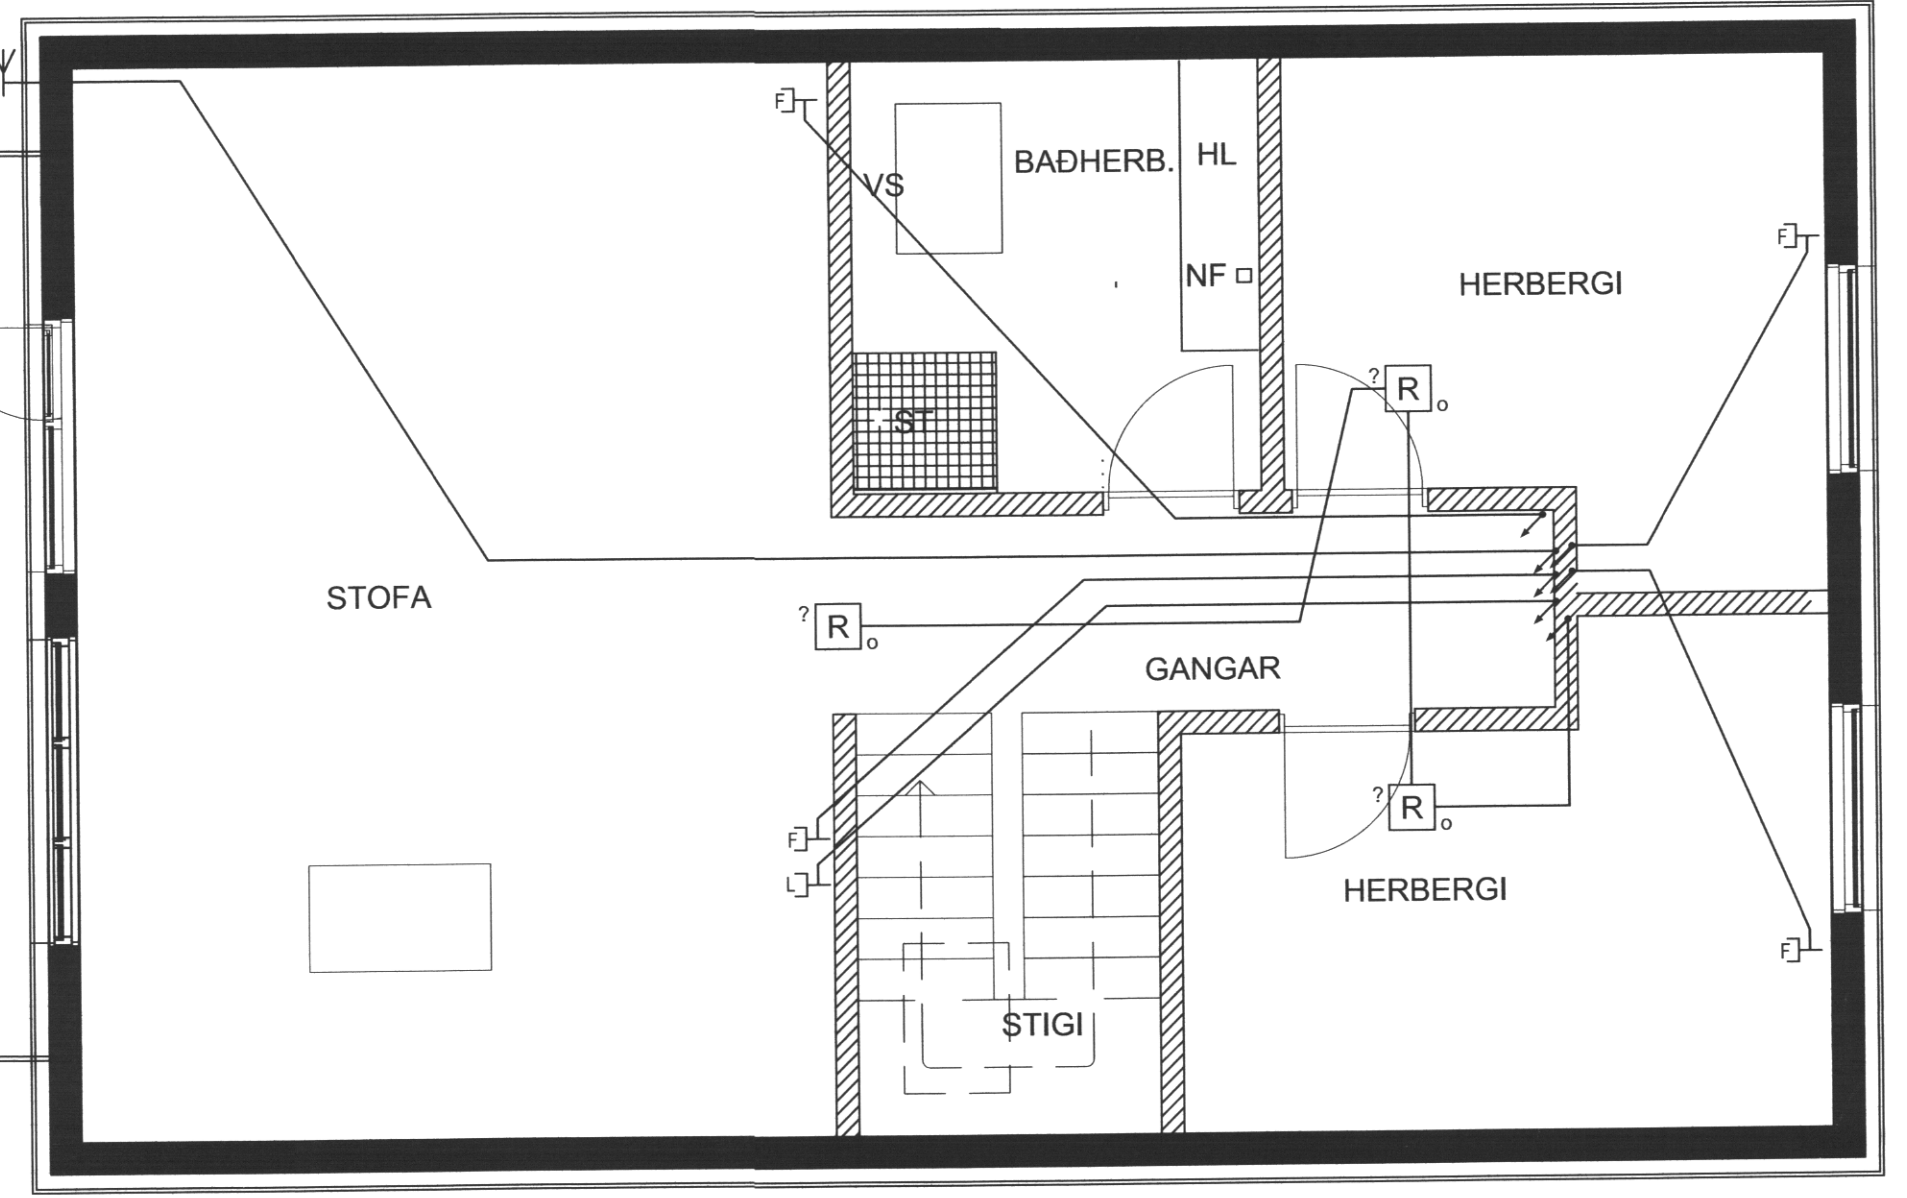 F
BAÐHERB.
HL
VS
NF
F
HERBERGI
? R o
ST
STOFA
? R o
GANGAR
? R o
F
L
HERBERGI
F
STIGI